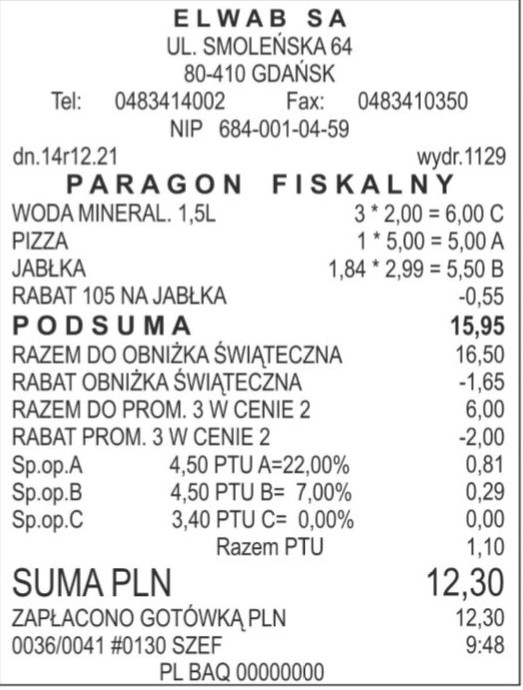 ELWAB SA
UL. SMOLEŃSKA 64
80-410 GDAŃSK
Tel: 0483414002 Fax: 0483410350
NIP 684-001-04-59
dn.14r12.21 wydr.1129
PARAGON FISKALNY
WODA MINERAL. 1,5L 3 * 2,00 = 6,00 C
PIZZA 1 * 5,00 = 5,00 A
JABŁKA 1,84 * 2,99 = 5,50 B
RABAT 105 NA JABŁKA -0,55
PODSUMA 15,95
RAZEM DO OBNIŻKA ŚWIĄTECZNA 16,50
RABAT OBNIŻKA ŚWIĄTECZNA -1,65
RAZEM DO PROM. 3 W CENIE 2 6,00
RABAT PROM. 3 W CENIE 2 -2,00
Sp.op.A 4,50 PTU A=22,00% 0,81
Sp.op.B 4,50 PTU B= 7,00% 0,29
Sp.op.C 3,40 PTU C= 0,00% 0,00
Razem PTU 1,10
SUMA PLN 12,30
ZAPŁACONO GOTÓWKĄ PLN 12,30
0036/0041 #0130 SZEF 9:48
PL BAQ 00000000